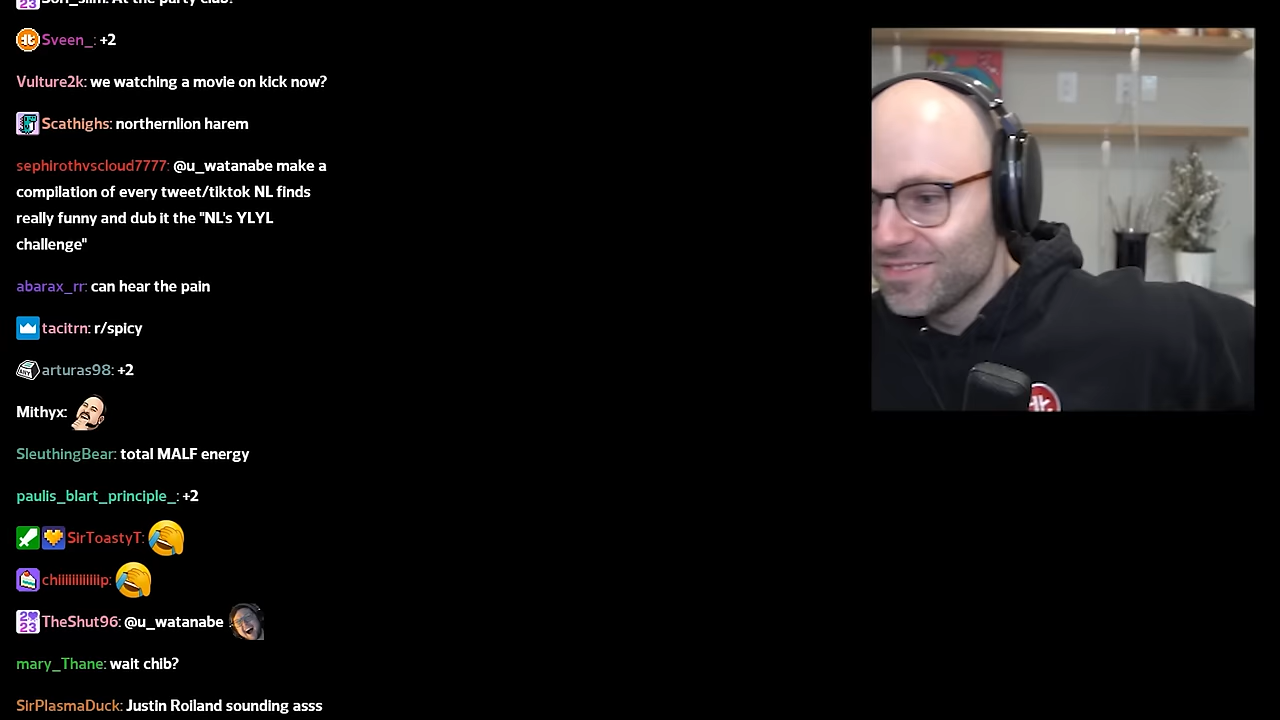 Sveen_: +2
Vulture2k: we watching a movie on kick now?
Scathighs: northernlion harem
sephirothvscloud7777: @u_watanabe make a
compilation of every tweet/tiktok NL finds
really funny and dub it the "NL's YLYL
challenge"
abarax_rr: can hear the pain
tacitrn: r/spicy
arturas98: +2
Mithyx:
SleuthingBear: total MALF energy
paulis_blart_principle_: +2
SirToastyT:
chiiiiiiiiiiiip:
TheShut96: @u_watanabe
mary_Thane: wait chib?
SirPlasmaDuck: Justin Roiland sounding asss